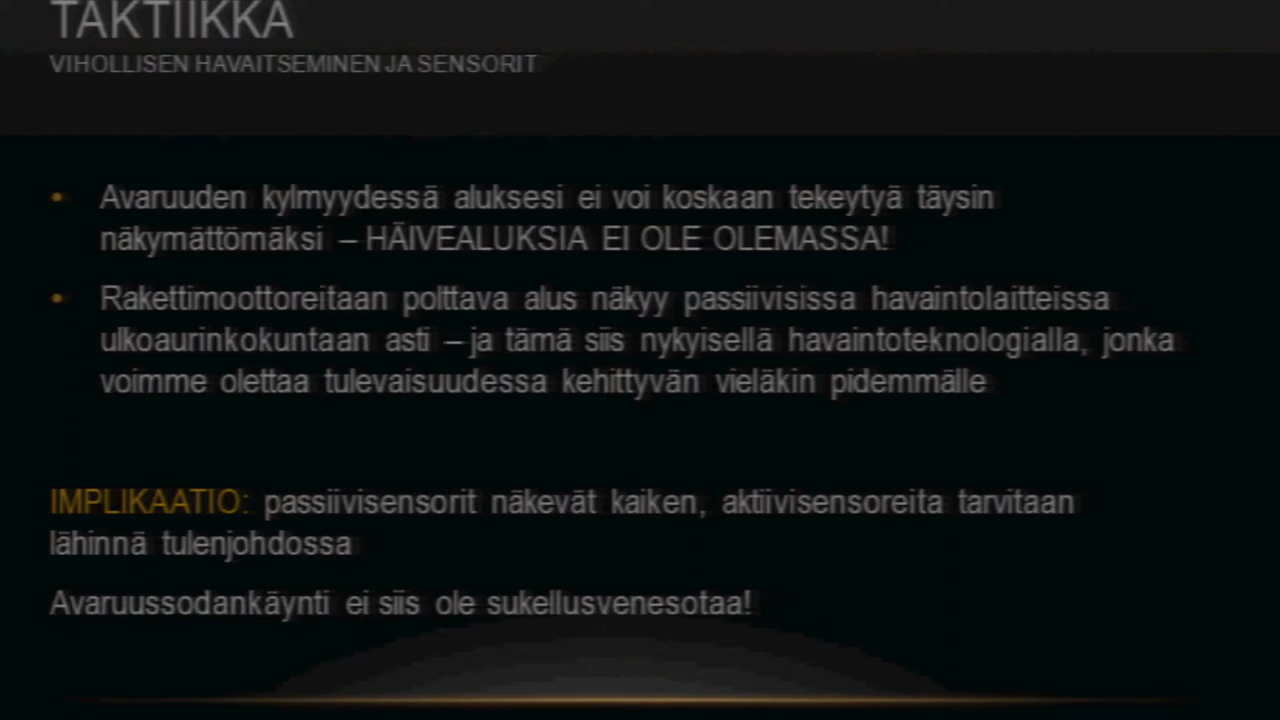 TAKTIIKKA
VIHOLLISEN HAVAITSEMINEN JA SENSORIT
• Avaruuden kylmyydessä aluksesi ei voi koskaan tekeytyä täysin
näkymättömäksi – HÄIVEALUKSIA EI OLE OLEMASSA!
• Rakettimoottoreitaan polttava alus näkyy passiivisissa havaintolaitteissa
ulkoaurinkokuntaan asti – ja tämä siis nykyisellä havaintoteknologialla, jonka
voimme olettaa tulevaisuudessa kehittyvän vieläkin pidemmälle
IMPLIKAATIO: passiivisensorit näkevät kaiken, aktiivisensoreita tarvitaan
lähinnä tulenjohdossa
Avaruussodankäynti ei siis ole sukellusvenesotaa!